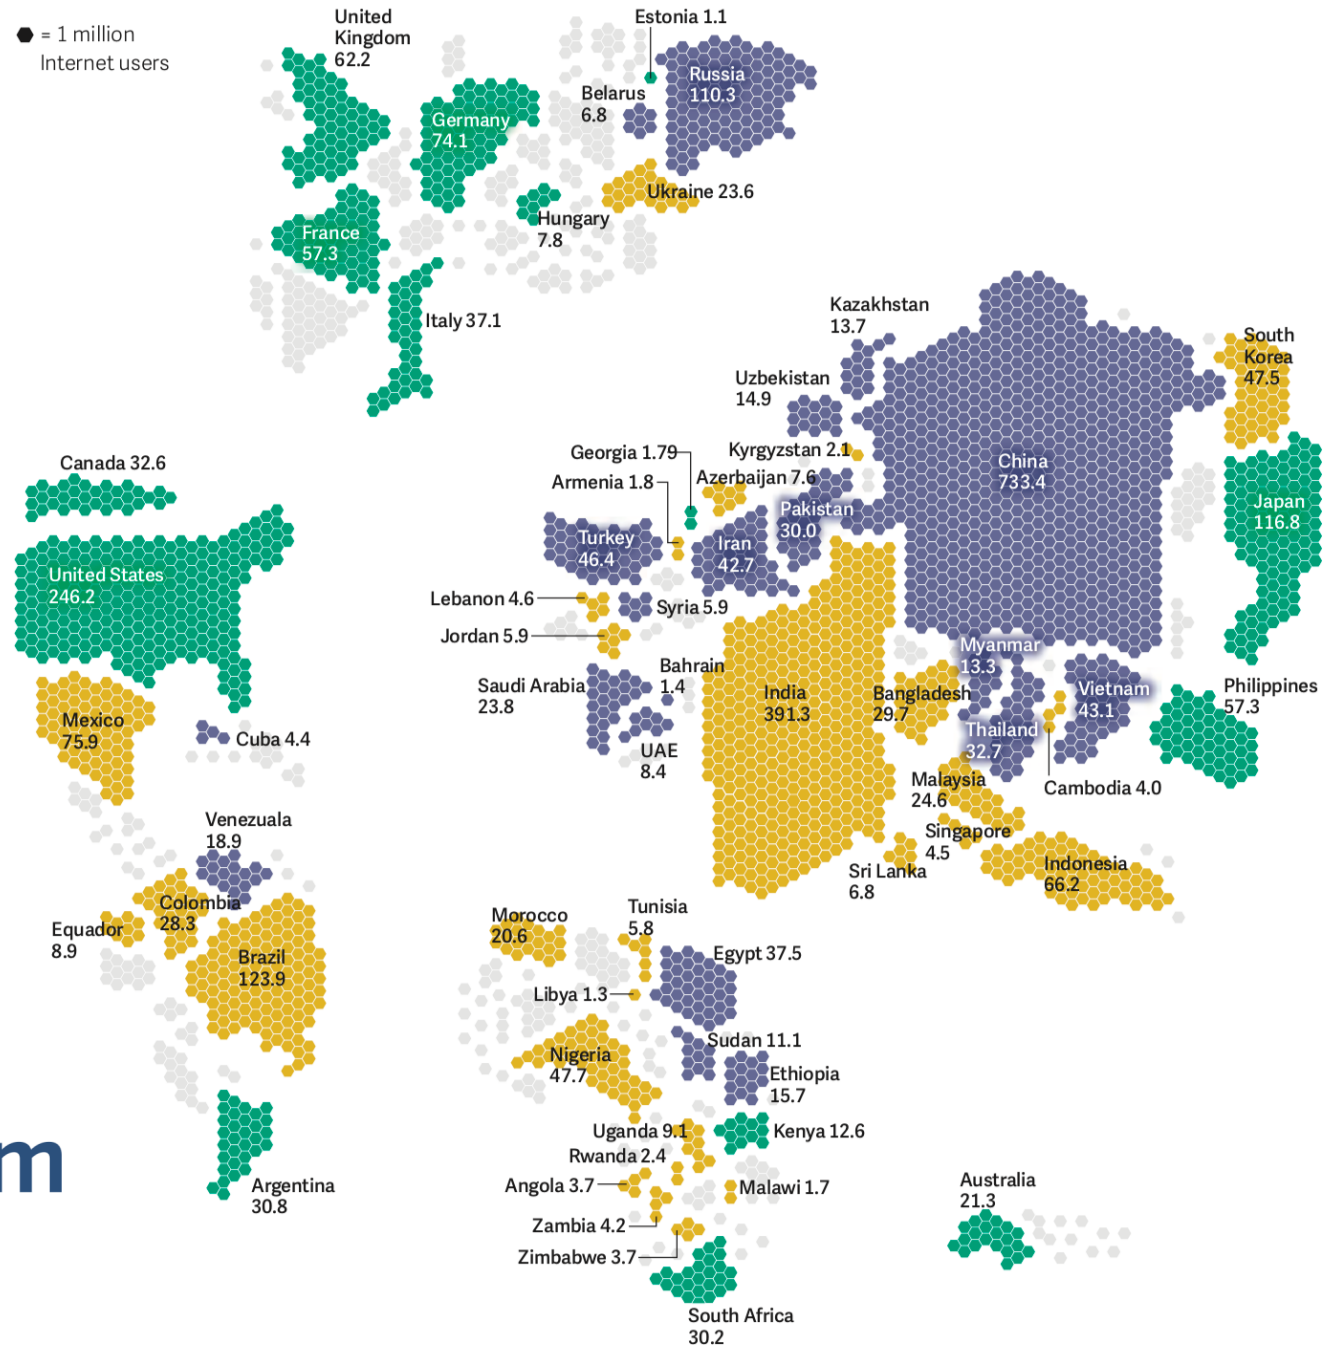 = 1 million
Internet users
United
Kingdom
62.2
Estonia 1.1
Russia
110.3
Belarus
6.8
Germany
74.1
Ukraine 23.6
Hungary
7.8
France
57.3
Italy 37.1
Kazakhstan
13.7
South
Korea
47.5
Uzbekistan
14.9
Kyrgyzstan 2.1
Georgia 1.79
Armenia 1.8
Azerbaijan 7.6
China
733.4
Canada 32.6
Pakistan
30.0
Japan
116.8
Turkey
46.4
Iran
42.7
United States
246.2
Lebanon 4.6
Syria 5.9
Jordan 5.9
Myanmar
13.3
Bahrain
1.4
Saudi Arabia
23.8
India
391.3
Bangladesh
29.7
Vietnam
43.1
Philippines
57.3
Mexico
75.9
Cuba 4.4
UAE
8.4
Thailand
32.7
Malaysia
24.6
Cambodia 4.0
Venezuala
18.9
Singapore
4.5
Indonesia
66.2
Sri Lanka
6.8
Colombia
28.3
Equador
8.9
Brazil
123.9
Morocco
20.6
Tunisia
5.8
Egypt 37.5
Libya 1.3
Sudan 11.1
Nigeria
47.7
Ethiopia
15.7
Uganda 9.1
Kenya 12.6
Rwanda 2.4
Angola 3.7
Malawi 1.7
Zambia 4.2
Zimbabwe 3.7
South Africa
30.2
m
Argentina
30.8
Australia
21.3